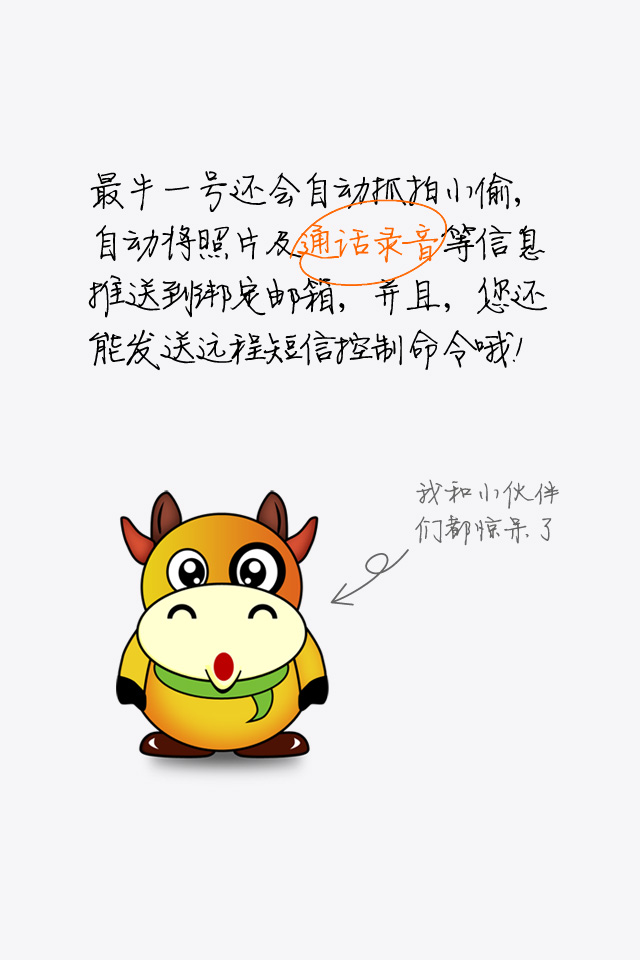 最牛一号还会自动抓拍小偷,
自动将照片及通话录音等信息
推送到绑定邮箱, 并且, 您还
能发送远程短信控制命令哦!
我和小伙伴
们都惊呆了